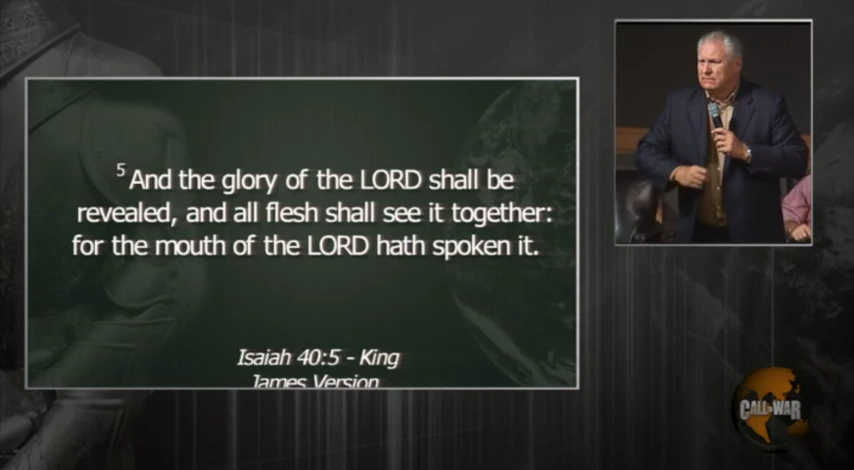 5 And the glory of the LORD shall be
revealed, and all flesh shall see it together:
for the mouth of the LORD hath spoken it.
Isaiah 40:5 - King
James Version
CALL TO WAR